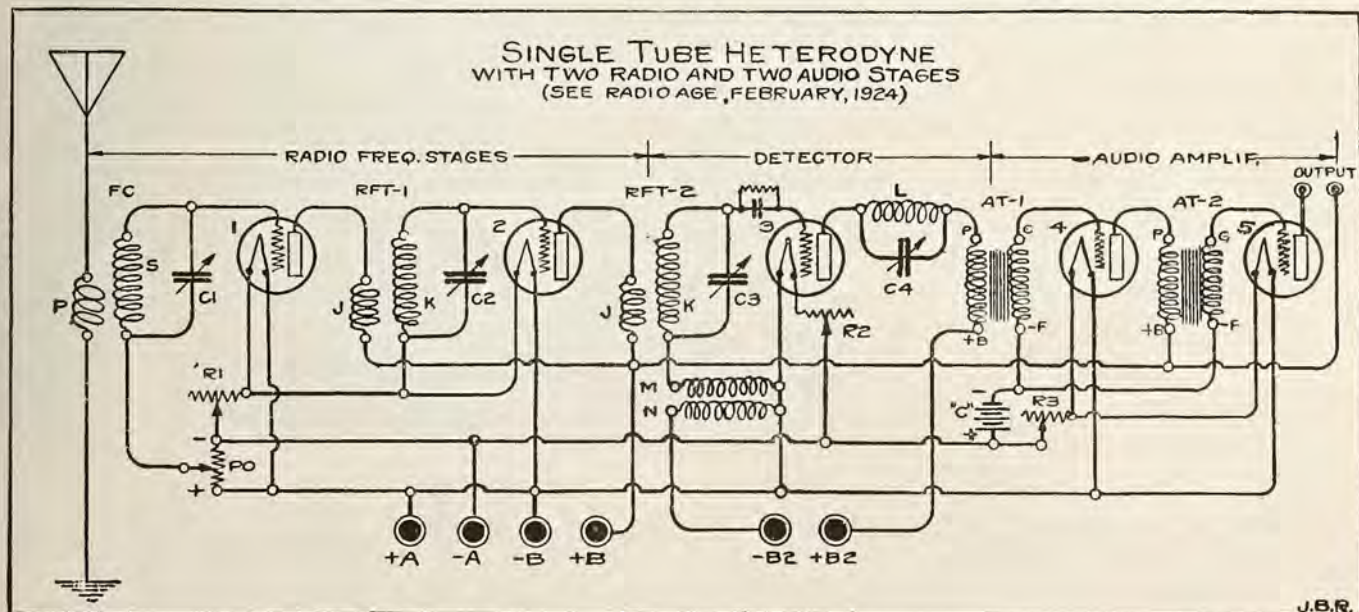 SINGLE TUBE HETERODYNE
WITH TWO RADIO AND TWO AUDIO STAGES
(SEE RADIO AGE, FEBRUARY, 1924)
RADIO FREQ. STAGES DETECTOR AUDIO AMPLIF.
OUTPUT
FC RFT-1 RFT-2 L AT-1 AT-2
1 2 3 4 5
P G P G
S C1 K C2 K C3 C4
P J J
R2 +B -F +B -F
R1 M N "C" - + R3
- PO +
+A -A -B +B -B2 +B2
J.B.R.